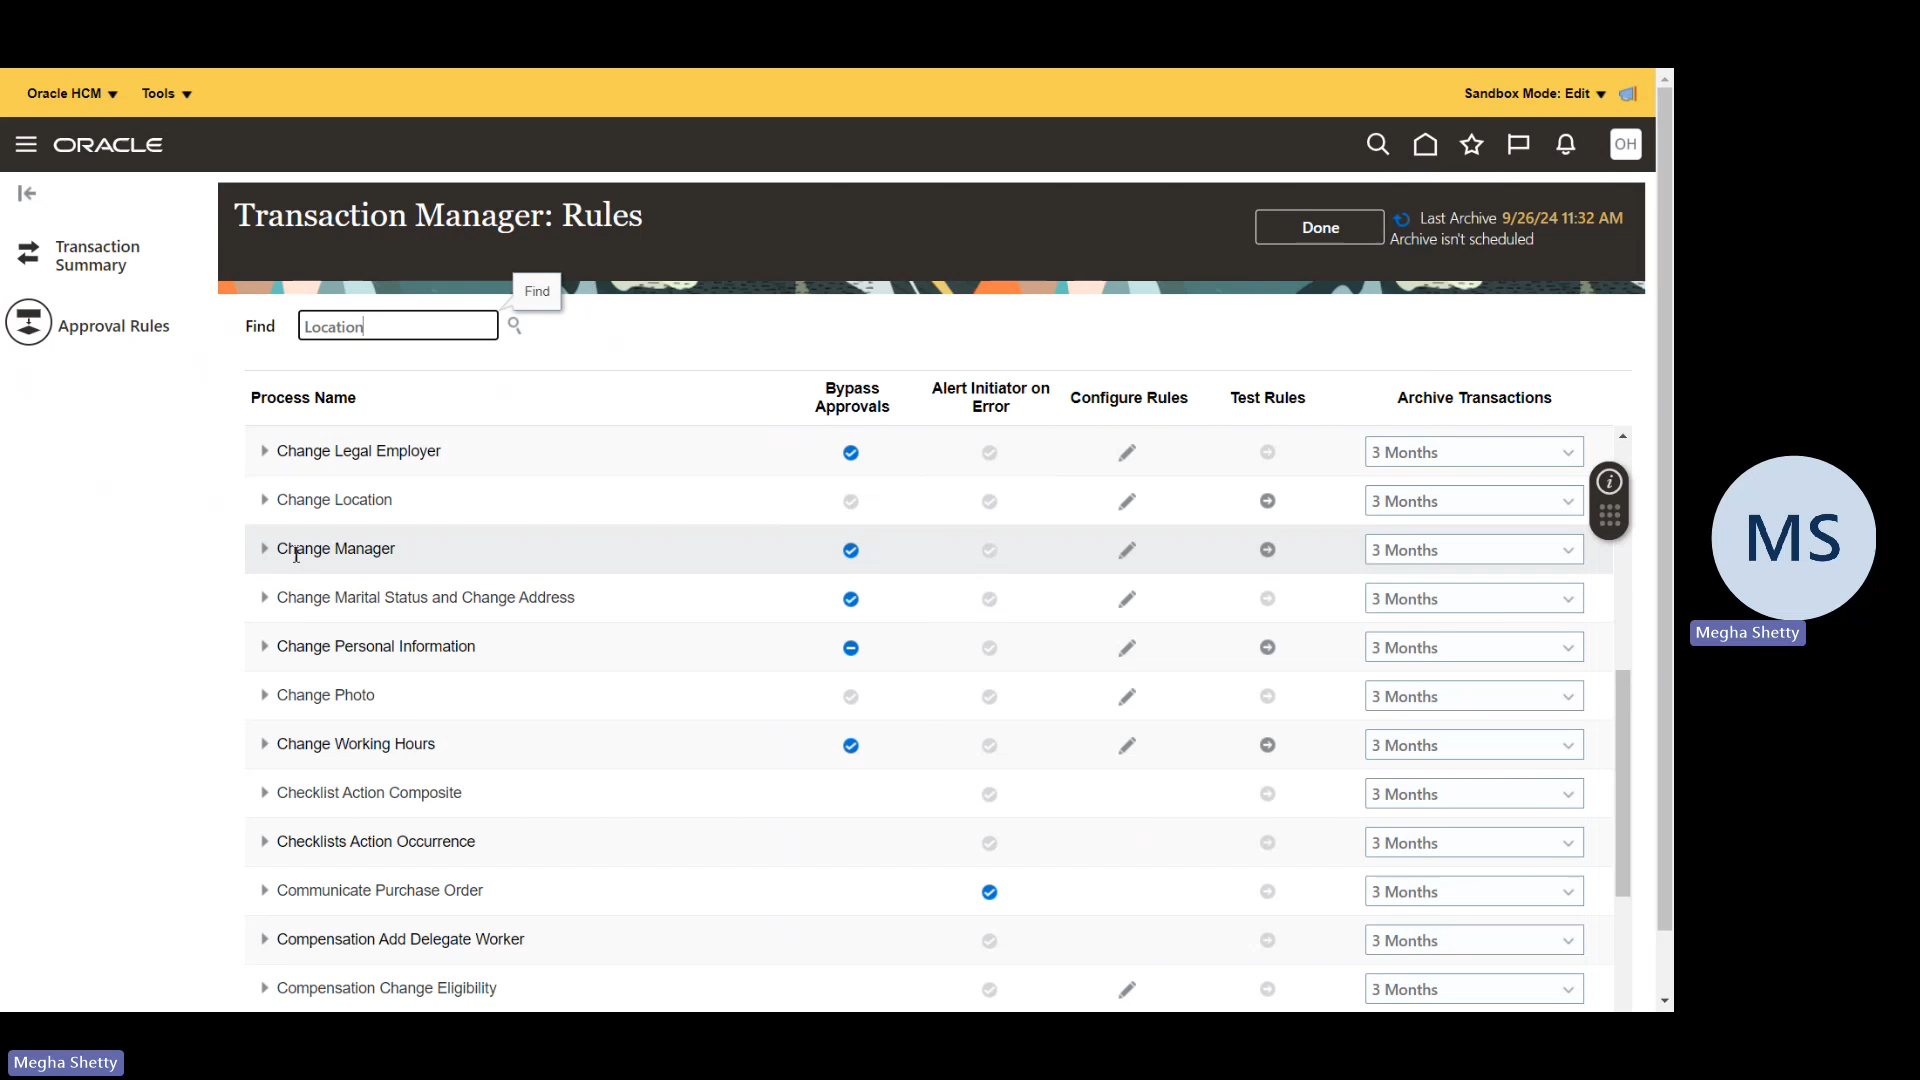 Oracle HCM Tools Sandbox Mode: Edit
ORACLE OH
Transaction Summary
Approval Rules
Transaction Manager: Rules
Done
Last Archive 9/26/24 11:32 AM
Archive isn't scheduled
Find
Find Location
Process Name Bypass Approvals Alert Initiator on Error Configure Rules Test Rules Archive Transactions
Change Legal Employer 3 Months
Change Location 3 Months
Change Manager 3 Months
Change Marital Status and Change Address 3 Months
Change Personal Information 3 Months
Change Photo 3 Months
Change Working Hours 3 Months
Checklist Action Composite 3 Months
Checklists Action Occurrence 3 Months
Communicate Purchase Order 3 Months
Compensation Add Delegate Worker 3 Months
Compensation Change Eligibility 3 Months
i
MS
Megha Shetty
Megha Shetty